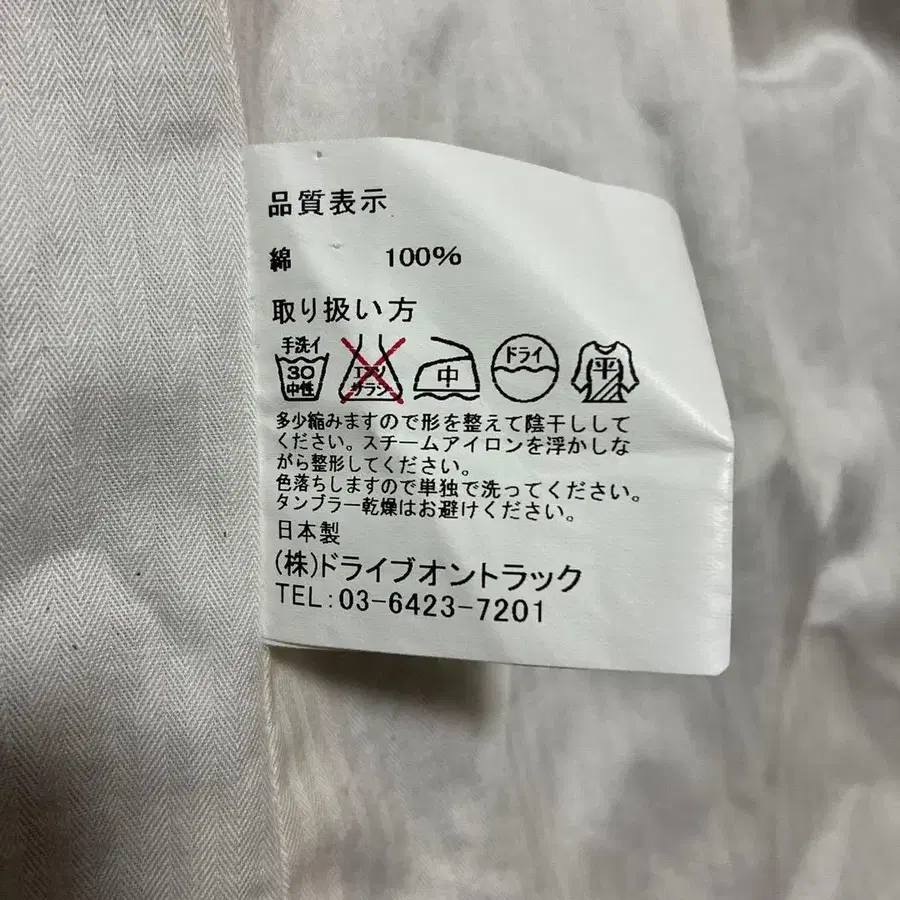 品質表示
綿 100%
取り扱い方
手洗イ 30 中性 エンソ サラシ 中 ドライ 平
多少縮みますので形を整えて陰干しして
ください。スチームアイロンを浮かしな
がら整形してください。
色落ちしますので単独で洗ってください。
タンブラー乾燥はお避けください。
日本製
(株)ドライブオントラック
TEL:03-6423-7201